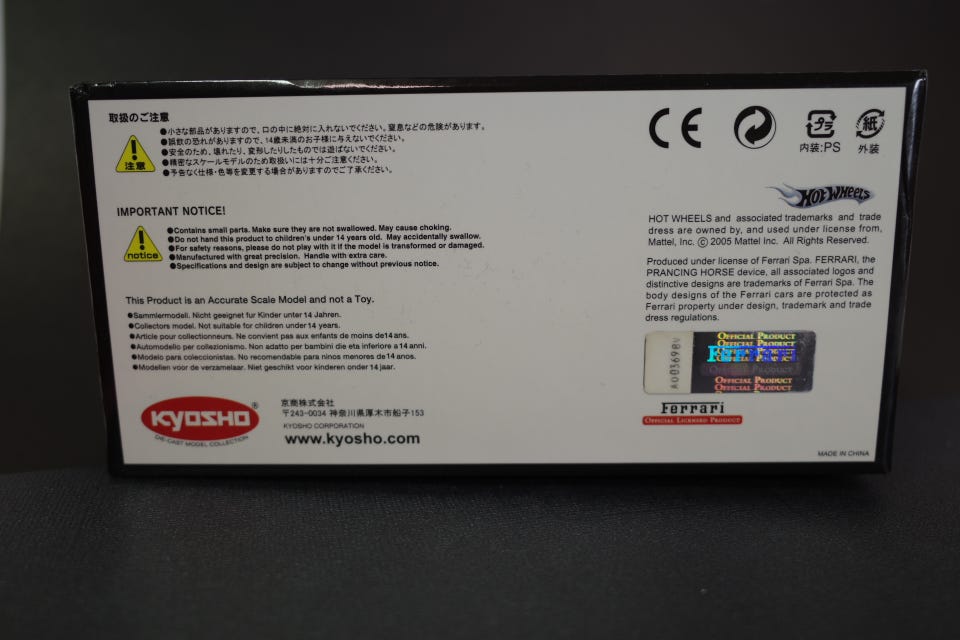 取扱のご注意
●小さな部品がありますので、口の中に絶対に入れないでください。窒息などの危険があります。
●誤飲の恐れがありますので、14歳未満のお子様に与えないでください。
●安全のため、壊れたり、変形したりしたものでは遊ばないでください。
●精密なスケールモデルのため取扱いには十分ご注意ください。
●予告なく仕様・色等を変更する場合がありますのでご了承ください。
注意
IMPORTANT NOTICE!
●Contains small parts. Make sure they are not swallowed. May cause choking.
●Do not hand this product to children's under 14 years old. May accidentally swallow.
●For safety reasons, please do not play with it if the model is transformed or damaged.
●Manufactured with great precision. Handle with extra care.
●Specifications and design are subject to change without previous notice.
notice
This Product is an Accurate Scale Model and not a Toy.
●Sammlermodell. Nicht geeignet fur Kinder unter 14 Jahren.
●Collectors model. Not suitable for children under 14 years.
●Article pour collectionneurs. Ne convient pas aux enfants de moins de14 ans.
●Automodello per collezionismo. Non adatto per bambini die eta inferiore a 14 anni.
●Modelo para coleccionistas. No recomendable para ninos menores de 14 anos.
●Modellen voor de verzamelaar. Niet geschikt voor kinderen onder 14 jaar.
KYOSHO®
DIE-CAST MODEL COLLECTION
京商株式会社
〒243-0034 神奈川県厚木市船子153
KYOSHO CORPORATION
www.kyosho.com
CE
プラ
内装:PS
紙
外装
HOT WHEELS
HOT WHEELS and associated trademarks and trade
dress are owned by, and used under license from,
Mattel, Inc. © 2005 Mattel Inc. All Rights Reserved.
Produced under license of Ferrari Spa. FERRARI, the
PRANCING HORSE device, all associated logos and
distinctive designs are trademarks of Ferrari Spa. The
body designs of the Ferrari cars are protected as
Ferrari property under design, trademark and trade
dress regulations.
OFFICIAL PRODUCT
OFFICIAL PRODUCT
Ferrari
OFFICIAL PRODUCT
OFFICIAL PRODUCT
OFFICIAL PRODUCT
Ferrari
OFFICIAL LICENSED PRODUCT
MADE IN CHINA